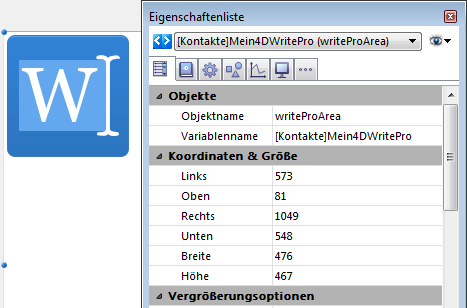 W
Eigenschaftenliste
[Kontakte]Mein4DWritePro (writeProArea)
Objekte
Objektname writeProArea
Variablenname [Kontakte]Mein4DWritePro
Koordinaten & Größe
Links 573
Oben 81
Rechts 1049
Unten 548
Breite 476
Höhe 467
Vergrößerungsoptionen